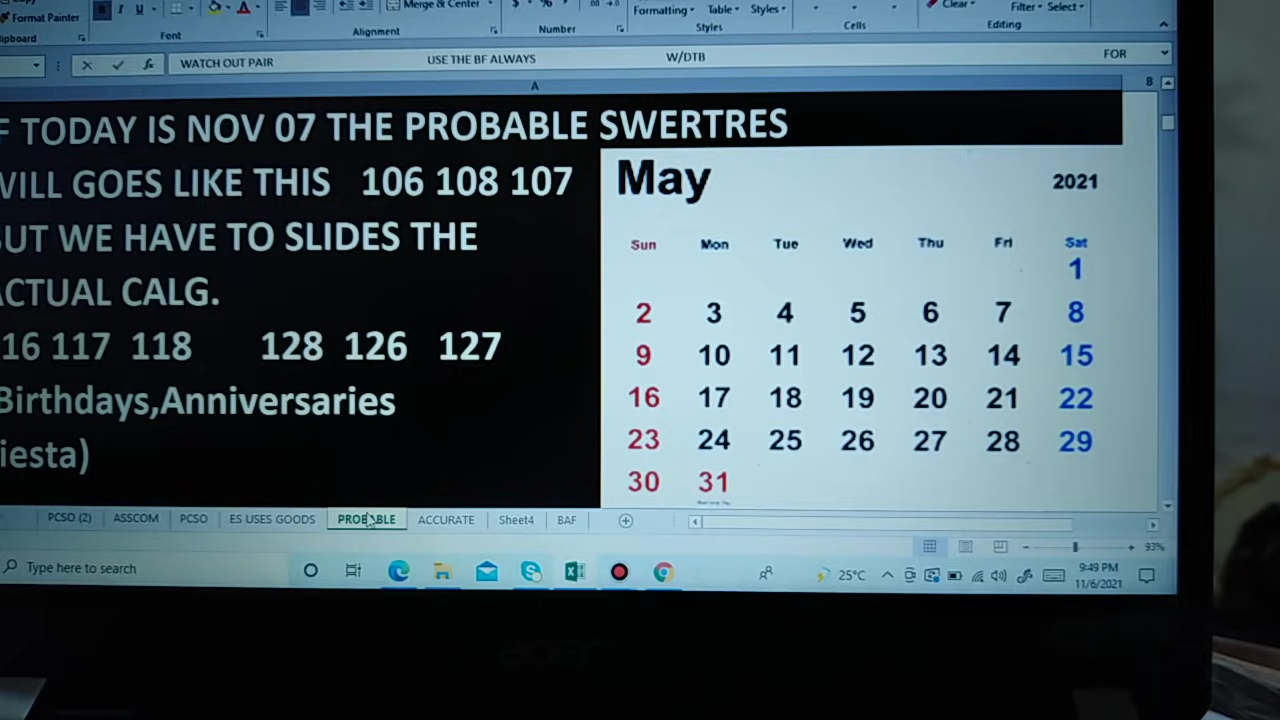 Format Painter
Merge & Center
Formatting Table Styles
Clear
Filter Select
Font
Alignment
Number
Styles
Cells
Editing
WATCH OUT PAIR USE THE BF ALWAYS W/DTB FOR
A B
TODAY IS NOV 07 THE PROBABLE SWERTRES
WILL GOES LIKE THIS 106 108 107
BUT WE HAVE TO SLIDES THE
ACTUAL CALG.
16 117 118 128 126 127
Birthdays,Anniversaries
iesta)
May 2021
Sun Mon Tue Wed Thu Fri Sat
1
2 3 4 5 6 7 8
9 10 11 12 13 14 15
16 17 18 19 20 21 22
23 24 25 26 27 28 29
30 31
PCSO (2) ASSCOM PCSO ES USES GOODS PROBABLE ACCURATE Sheet4 BAF
93%
Type here to search
25°C
9:49 PM
11/6/2021
acer